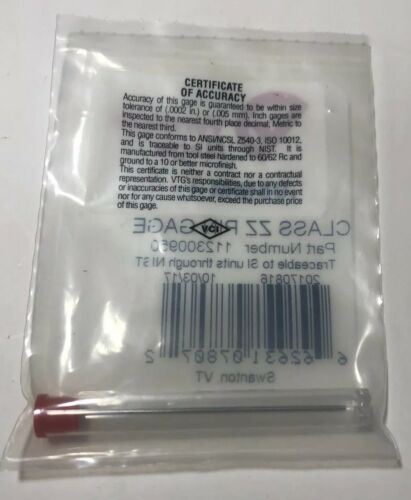 CERTIFICATE
OF ACCURACY
Accuracy of this gage is guaranteed to be within size
tolerance of (.0002 in.) or (.005 mm). Inch gages are
inspected to the nearest fourth place decimal; Metric to
the nearest third.
This gage conforms to ANSI/NCSL Z540-3, ISO 10012,
and is traceable to SI units through NIST. It is
manufactured from tool steel hardened to 60/62 Rc and
ground to a 10 or better microfinish.
This certificate is neither a contract nor a contractual
representation. VTG's responsibilities, due to any defects
or inaccuracies of this gage or certificate shall in no event
nor for any cause whatsoever, exceed the purchase price
of this gage.
VCI
CLASS ZZ GAGE
Part Number 112300950
Traceable to SI units through NIST
20170816 10/03/17
6 62631 07807 2
Swanton, VT